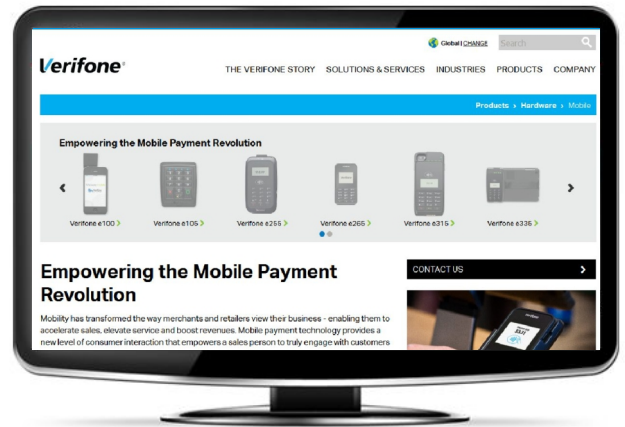 Global | CHANGE
Search
Verifone
THE VERIFONE STORY SOLUTIONS & SERVICES INDUSTRIES PRODUCTS COMPANY
Products › Hardware › Mobile
Empowering the Mobile Payment Revolution
Verifone e100 > Verifone e105 > Verifone e255 > Verifone e265 > Verifone e315 > Verifone e335 >
Empowering the Mobile Payment
Revolution
CONTACT US
Mobility has transformed the way merchants and retailers view their business - enabling them to
accelerate sales, elevate service and boost revenues. Mobile payment technology provides a
new level of consumer interaction that empowers a sales person to truly engage with customers